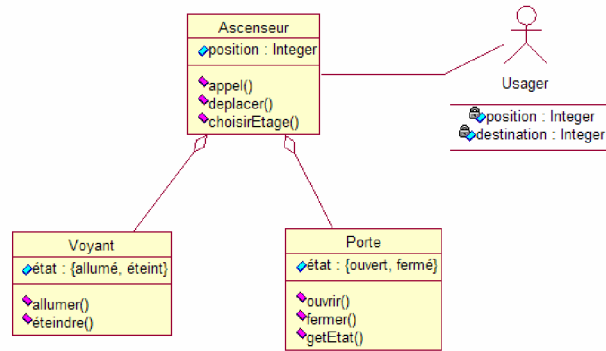 Ascenseur
position : Integer
appel()
deplacer()
choisirEtage()
Usager
position : Integer
destination : Integer
Voyant
état : {allumé, éteint}
allumer()
éteindre()
Porte
état : {ouvert, fermé}
ouvrir()
fermer()
getEtat()